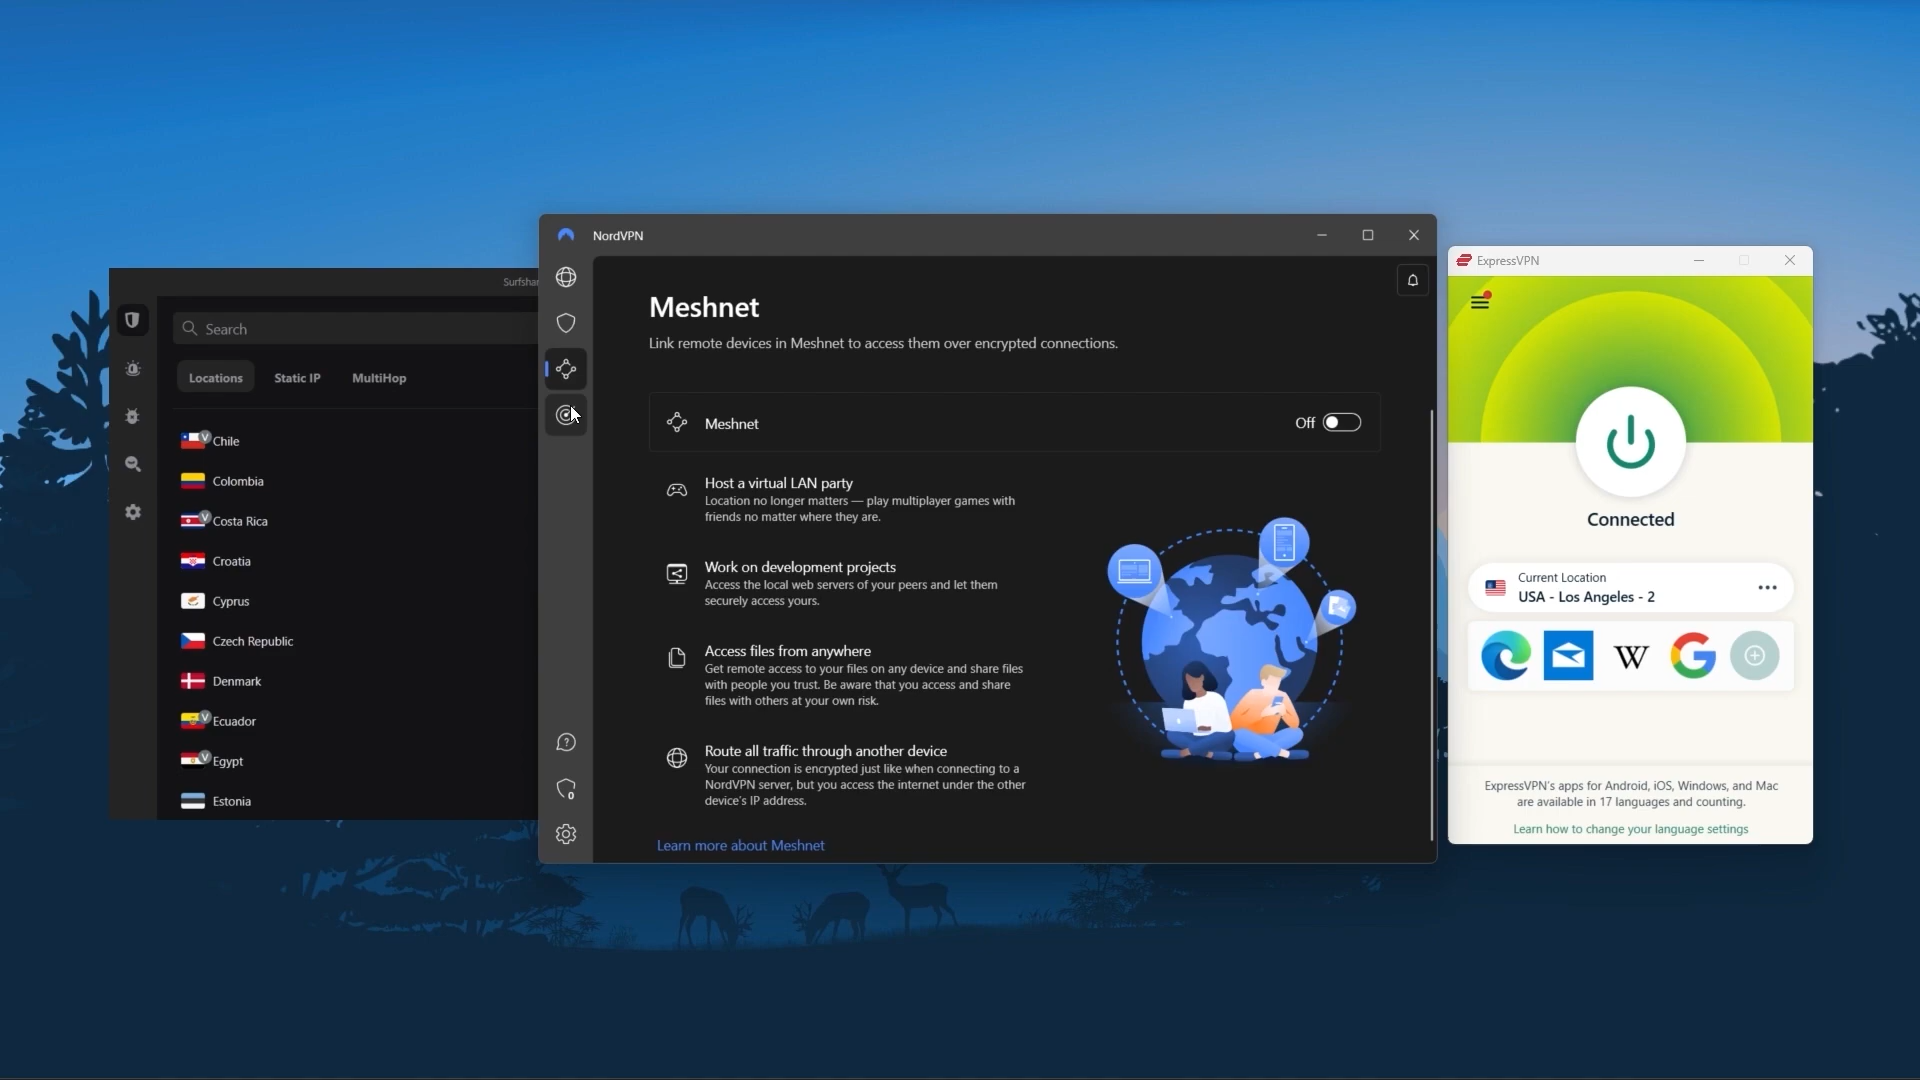 Surfshar
Search
Locations
Static IP
MultiHop
Chile
Colombia
Costa Rica
Croatia
Cyprus
Czech Republic
Denmark
Ecuador
Egypt
Estonia
NordVPN
Meshnet
Link remote devices in Meshnet to access them over encrypted connections.
Meshnet
Off
Host a virtual LAN party
Location no longer matters — play multiplayer games with
friends no matter where they are.
Work on development projects
Access the local web servers of your peers and let them
securely access yours.
Access files from anywhere
Get remote access to your files on any device and share files
with people you trust. Be aware that you access and share
files with others at your own risk.
Route all traffic through another device
Your connection is encrypted just like when connecting to a
NordVPN server, but you access the internet under the other
device's IP address.
Learn more about Meshnet
0
ExpressVPN
Connected
Current Location
USA - Los Angeles - 2
W
G
ExpressVPN's apps for Android, iOS, Windows, and Mac
are available in 17 languages and counting.
Learn how to change your language settings